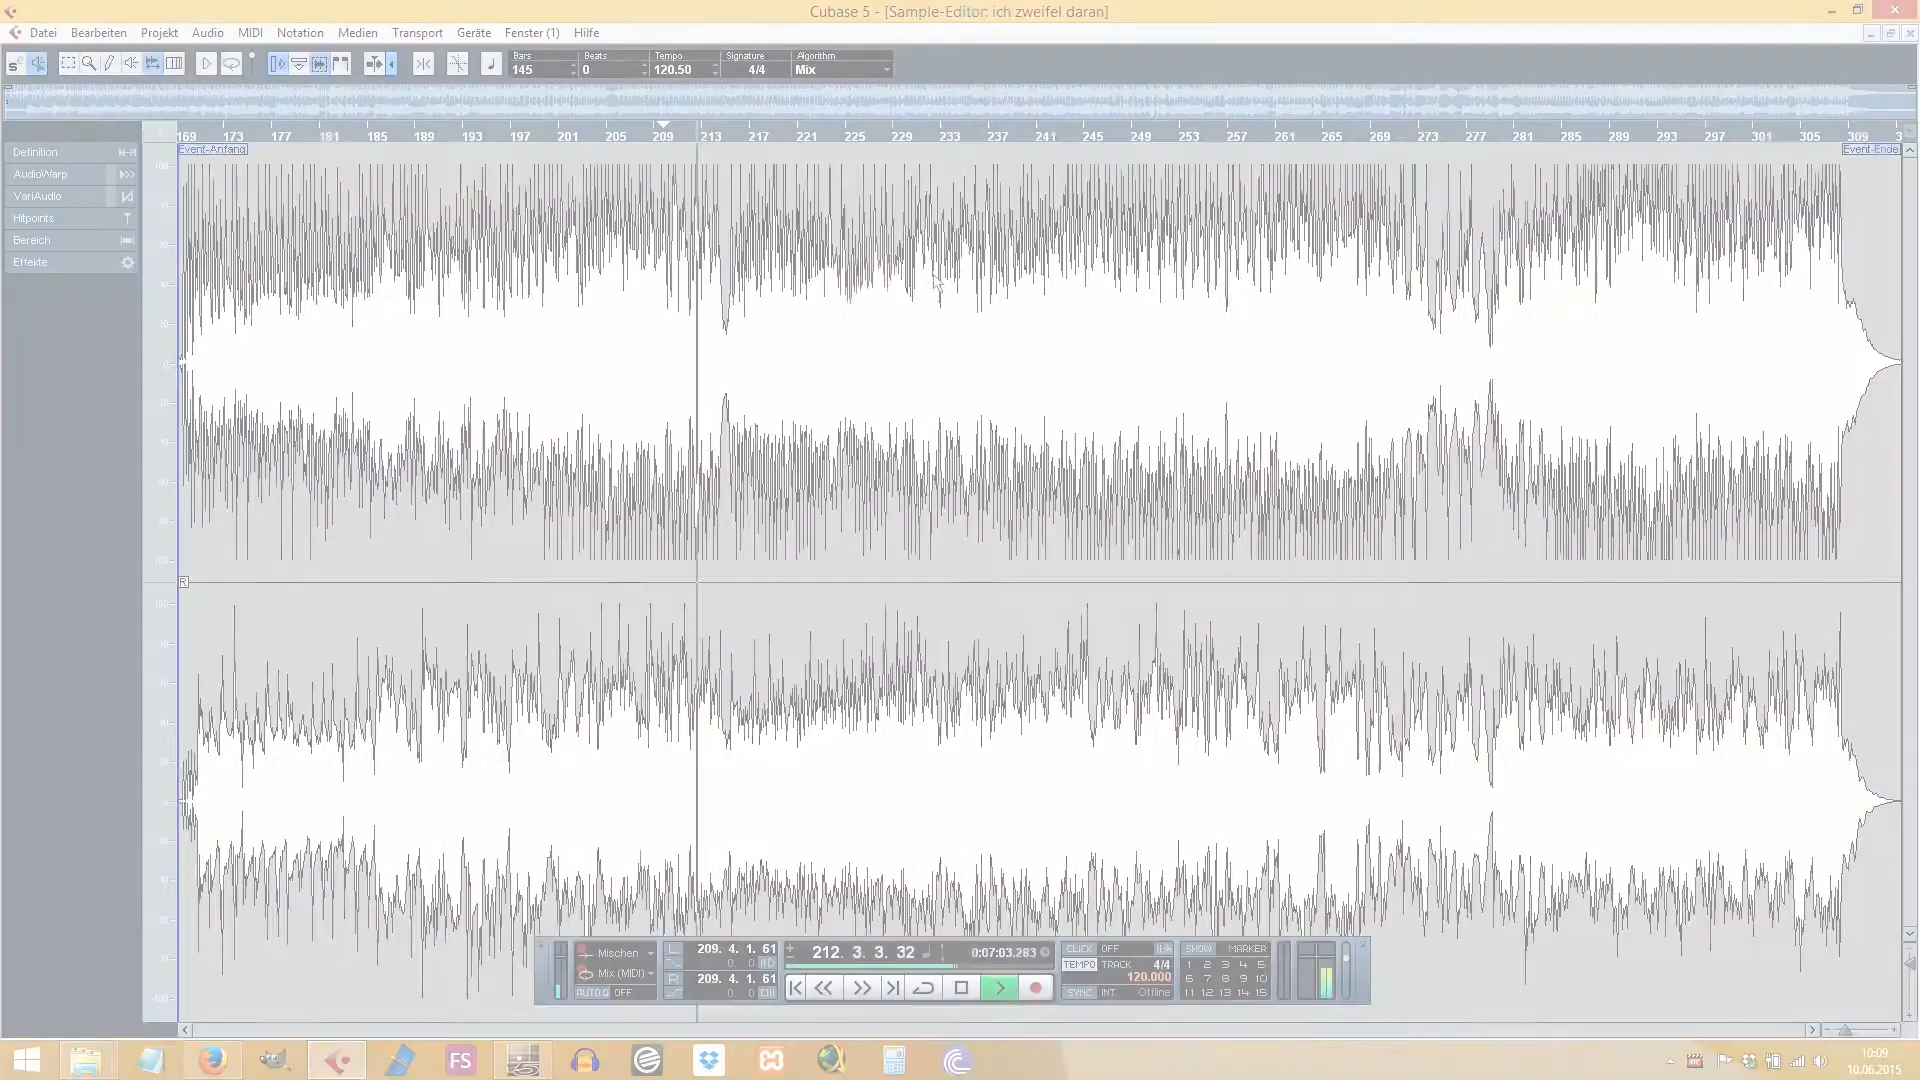 Cubase 5 - [Sample-Editor: ich zweifel daran]
Datei Bearbeiten Projekt Audio MIDI Notation Medien Transport Geräte Fenster (1) Hilfe
Bars Beats Tempo Signature Algorithm
145 0 120.50 4/4 Mix
169 173 177 181 185 189 193 197 201 205 209 213 217 221 225 229 233 237 241 245 249 253 257 261 265 269 273 277 281 285 289 293 297 301 305 309 3
Event-Anfang Event-Ende
Definition
AudioWarp
VariAudio
Hitpoints
Bereich
Effekte
R
Mischen
Mix (MIDI)
AUTO Q OFF
L 209. 4. 1. 61
0. 0
R 209. 4. 1. 61
0. 0
212. 3. 3. 32 0:07:03.283
CLICK OFF
TEMPO TRACK 4/4
120.000
SYNC INT. Offline
SHOW MARKER
1 2 3 4 5
6 7 8 9 10
11 12 13 14 15
FS
10:09
10.06.2015